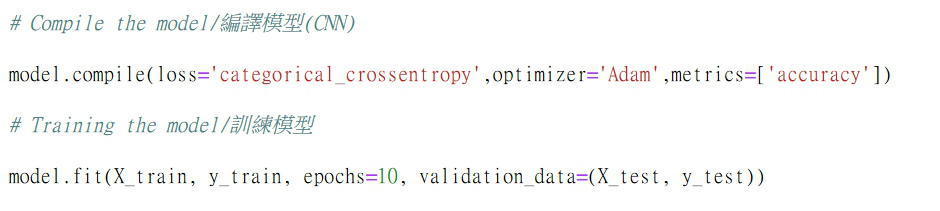 # Compile the model/編譯模型(CNN)
model.compile(loss='categorical_crossentropy',optimizer='Adam',metrics=['accuracy'])
# Training the model/訓練模型
model.fit(X_train, y_train, epochs=10, validation_data=(X_test, y_test))